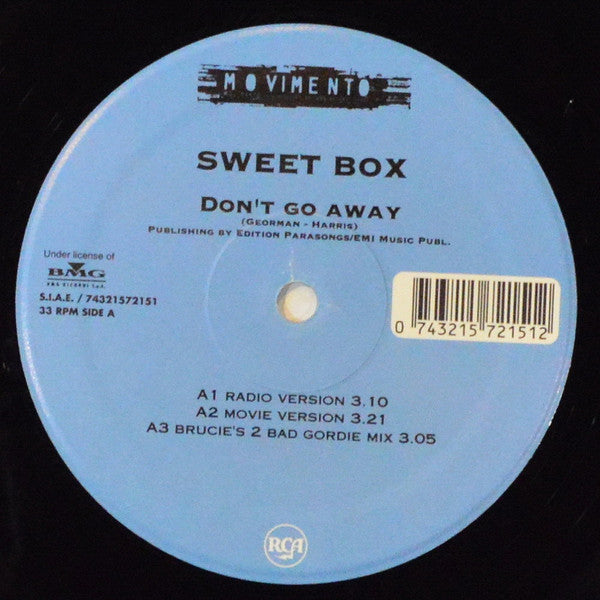 MOVIMENTO
SWEET BOX
DON'T GO AWAY
(GEORMAN - HARRIS)
PUBLISHING BY EDITION PARASONGS/EMI MUSIC PUBL.
Under license of
BMG
BMG RICORDI S.p.A.
S.I.A.E. / 74321572151
33 RPM SIDE A
0 743215 721512
A1 RADIO VERSION 3.10
A2 MOVIE VERSION 3.21
A3 BRUCIE'S 2 BAD GORDIE MIX 3.05
RCA